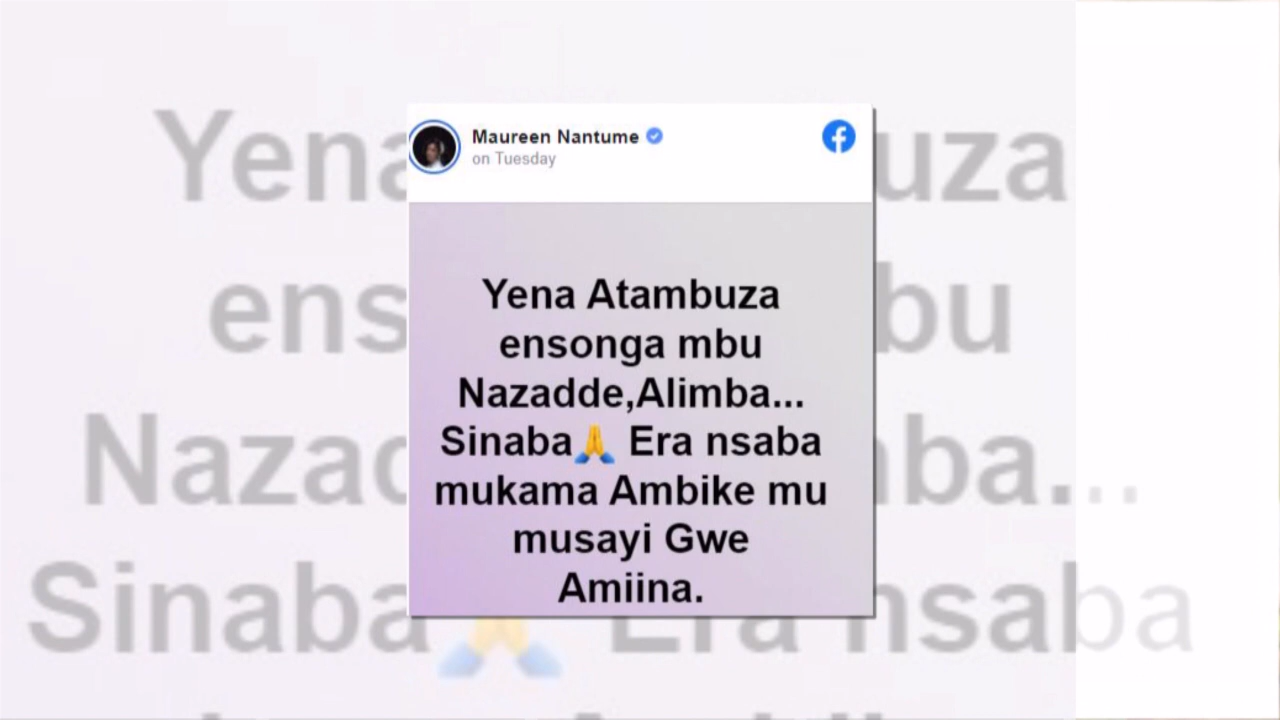 Maureen Nantume
on Tuesday
Yena Atambuza
ensonga mbu
Nazadde,Alimba...
Sinaba🙏 Era nsaba
mukama Ambike mu
musayi Gwe
Amiina.